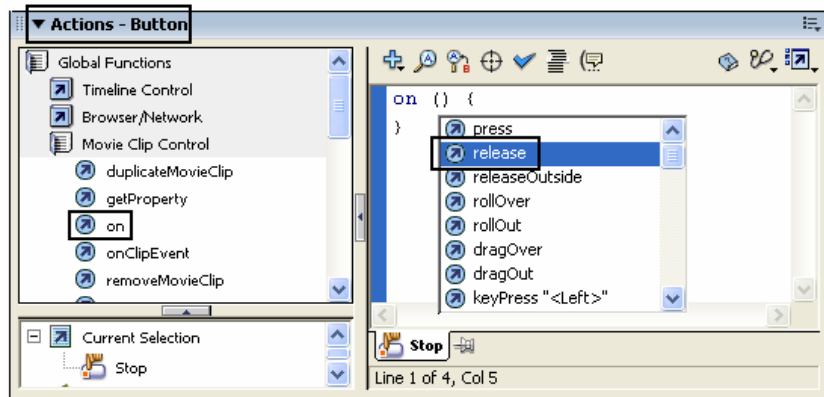 Actions - Button
Global Functions
Timeline Control
Browser/Network
Movie Clip Control
duplicateMovieClip
getProperty
on
onClipEvent
removeMovieClip
Current Selection
Stop
on () {
}
press
release
releaseOutside
rollOver
rollOut
dragOver
dragOut
keyPress "<Left>"
Stop
Line 1 of 4, Col 5